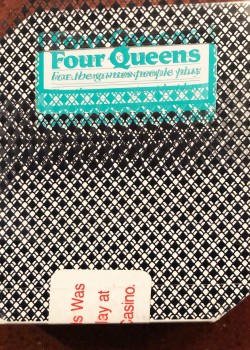 Four Queens
For the games people play
s Was
lay at
Casino.